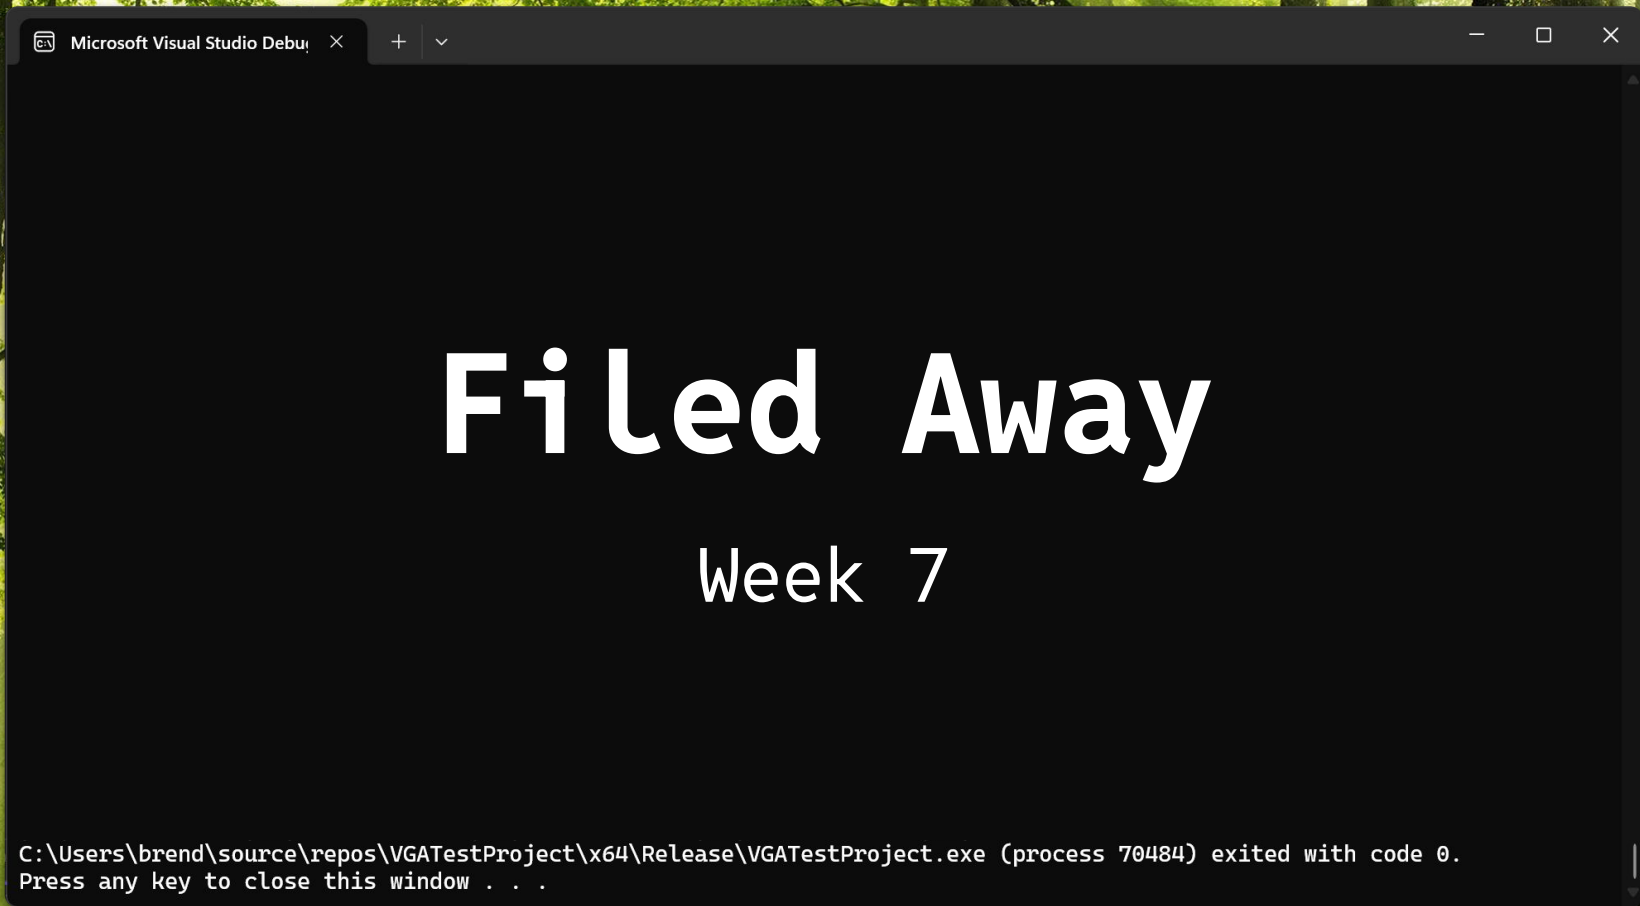 Microsoft Visual Studio Debu
Filed Away
Week 7
C:\Users\brend\source\repos\VGATestProject\x64\Release\VGATestProject.exe (process 70484) exited with code 0.
Press any key to close this window . . .